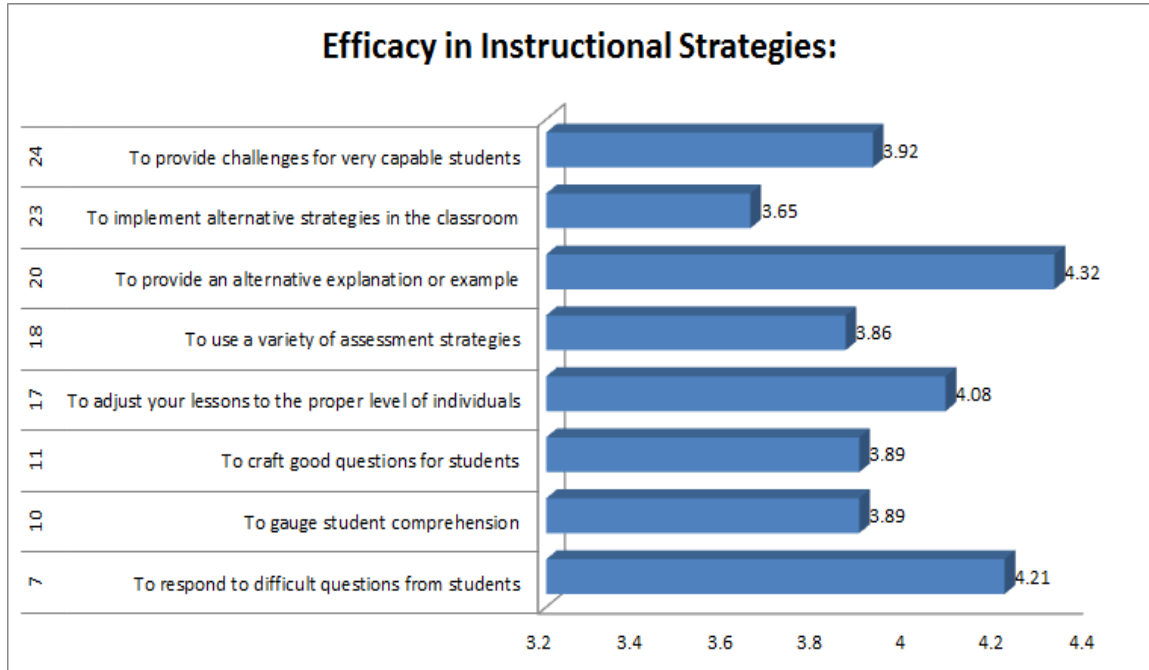 Efficacy in Instructional Strategies:
24 To provide challenges for very capable students 3.92
23 To implement alternative strategies in the classroom 3.65
20 To provide an alternative explanation or example 4.32
18 To use a variety of assessment strategies 3.86
17 To adjust your lessons to the proper level of individuals 4.08
11 To craft good questions for students 3.89
10 To gauge student comprehension 3.89
7 To respond to difficult questions from students 4.21
3.2 3.4 3.6 3.8 4 4.2 4.4